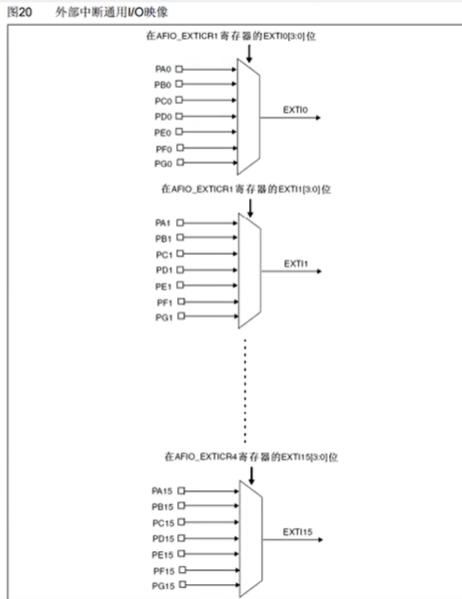 图20 外部中断通用I/O映像
在AFIO_EXTICR1寄存器的EXTI0[3:0]位
PA0
PB0
PC0
PD0
PE0
PF0
PG0
EXTI0
在AFIO_EXTICR1寄存器的EXTI1[3:0]位
PA1
PB1
PC1
PD1
PE1
PF1
PG1
EXTI1
在AFIO_EXTICR4寄存器的EXTI15[3:0]位
PA15
PB15
PC15
PD15
PE15
PF15
PG15
EXTI15